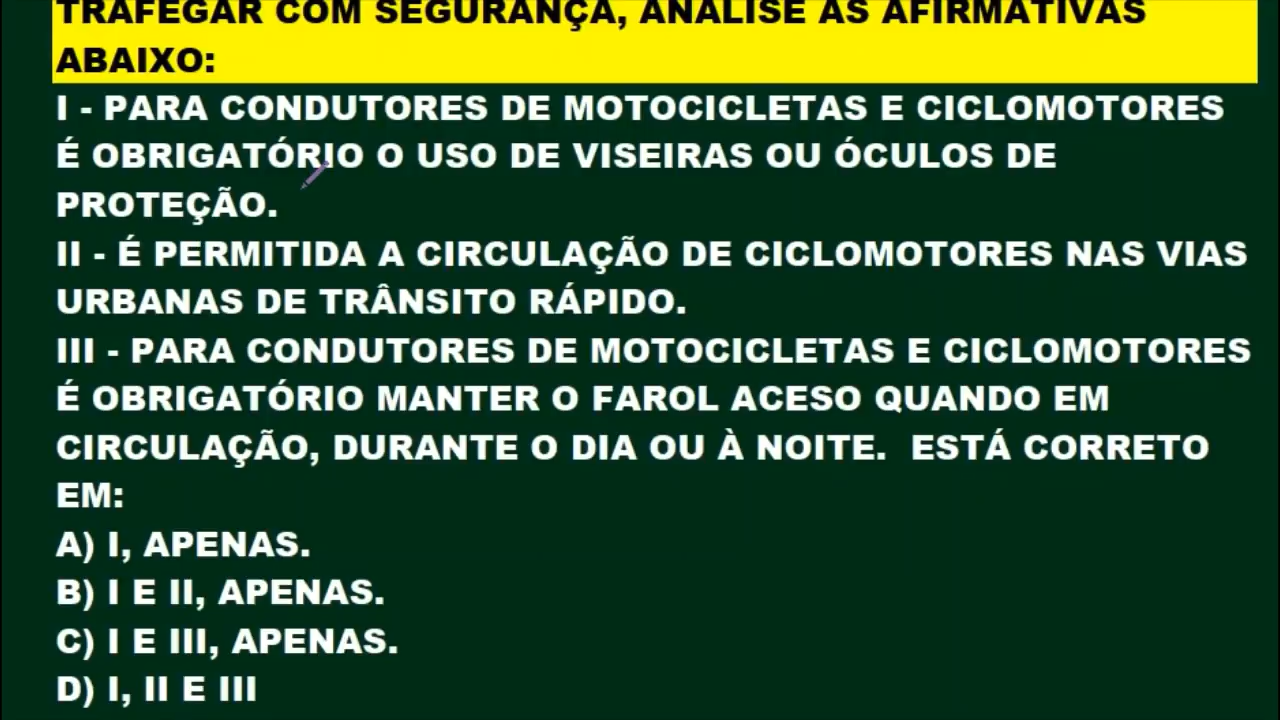 TRAFEGAR COM SEGURANÇA, ANALISE AS AFIRMATIVAS
ABAIXO:
I - PARA CONDUTORES DE MOTOCICLETAS E CICLOMOTORES
É OBRIGATÓRIO O USO DE VISEIRAS OU ÓCULOS DE
PROTEÇÃO.
II - É PERMITIDA A CIRCULAÇÃO DE CICLOMOTORES NAS VIAS
URBANAS DE TRÂNSITO RÁPIDO.
III - PARA CONDUTORES DE MOTOCICLETAS E CICLOMOTORES
É OBRIGATÓRIO MANTER O FAROL ACESO QUANDO EM
CIRCULAÇÃO, DURANTE O DIA OU À NOITE.  ESTÁ CORRETO
EM:
A) I, APENAS.
B) I E II, APENAS.
C) I E III, APENAS.
D) I, II E III